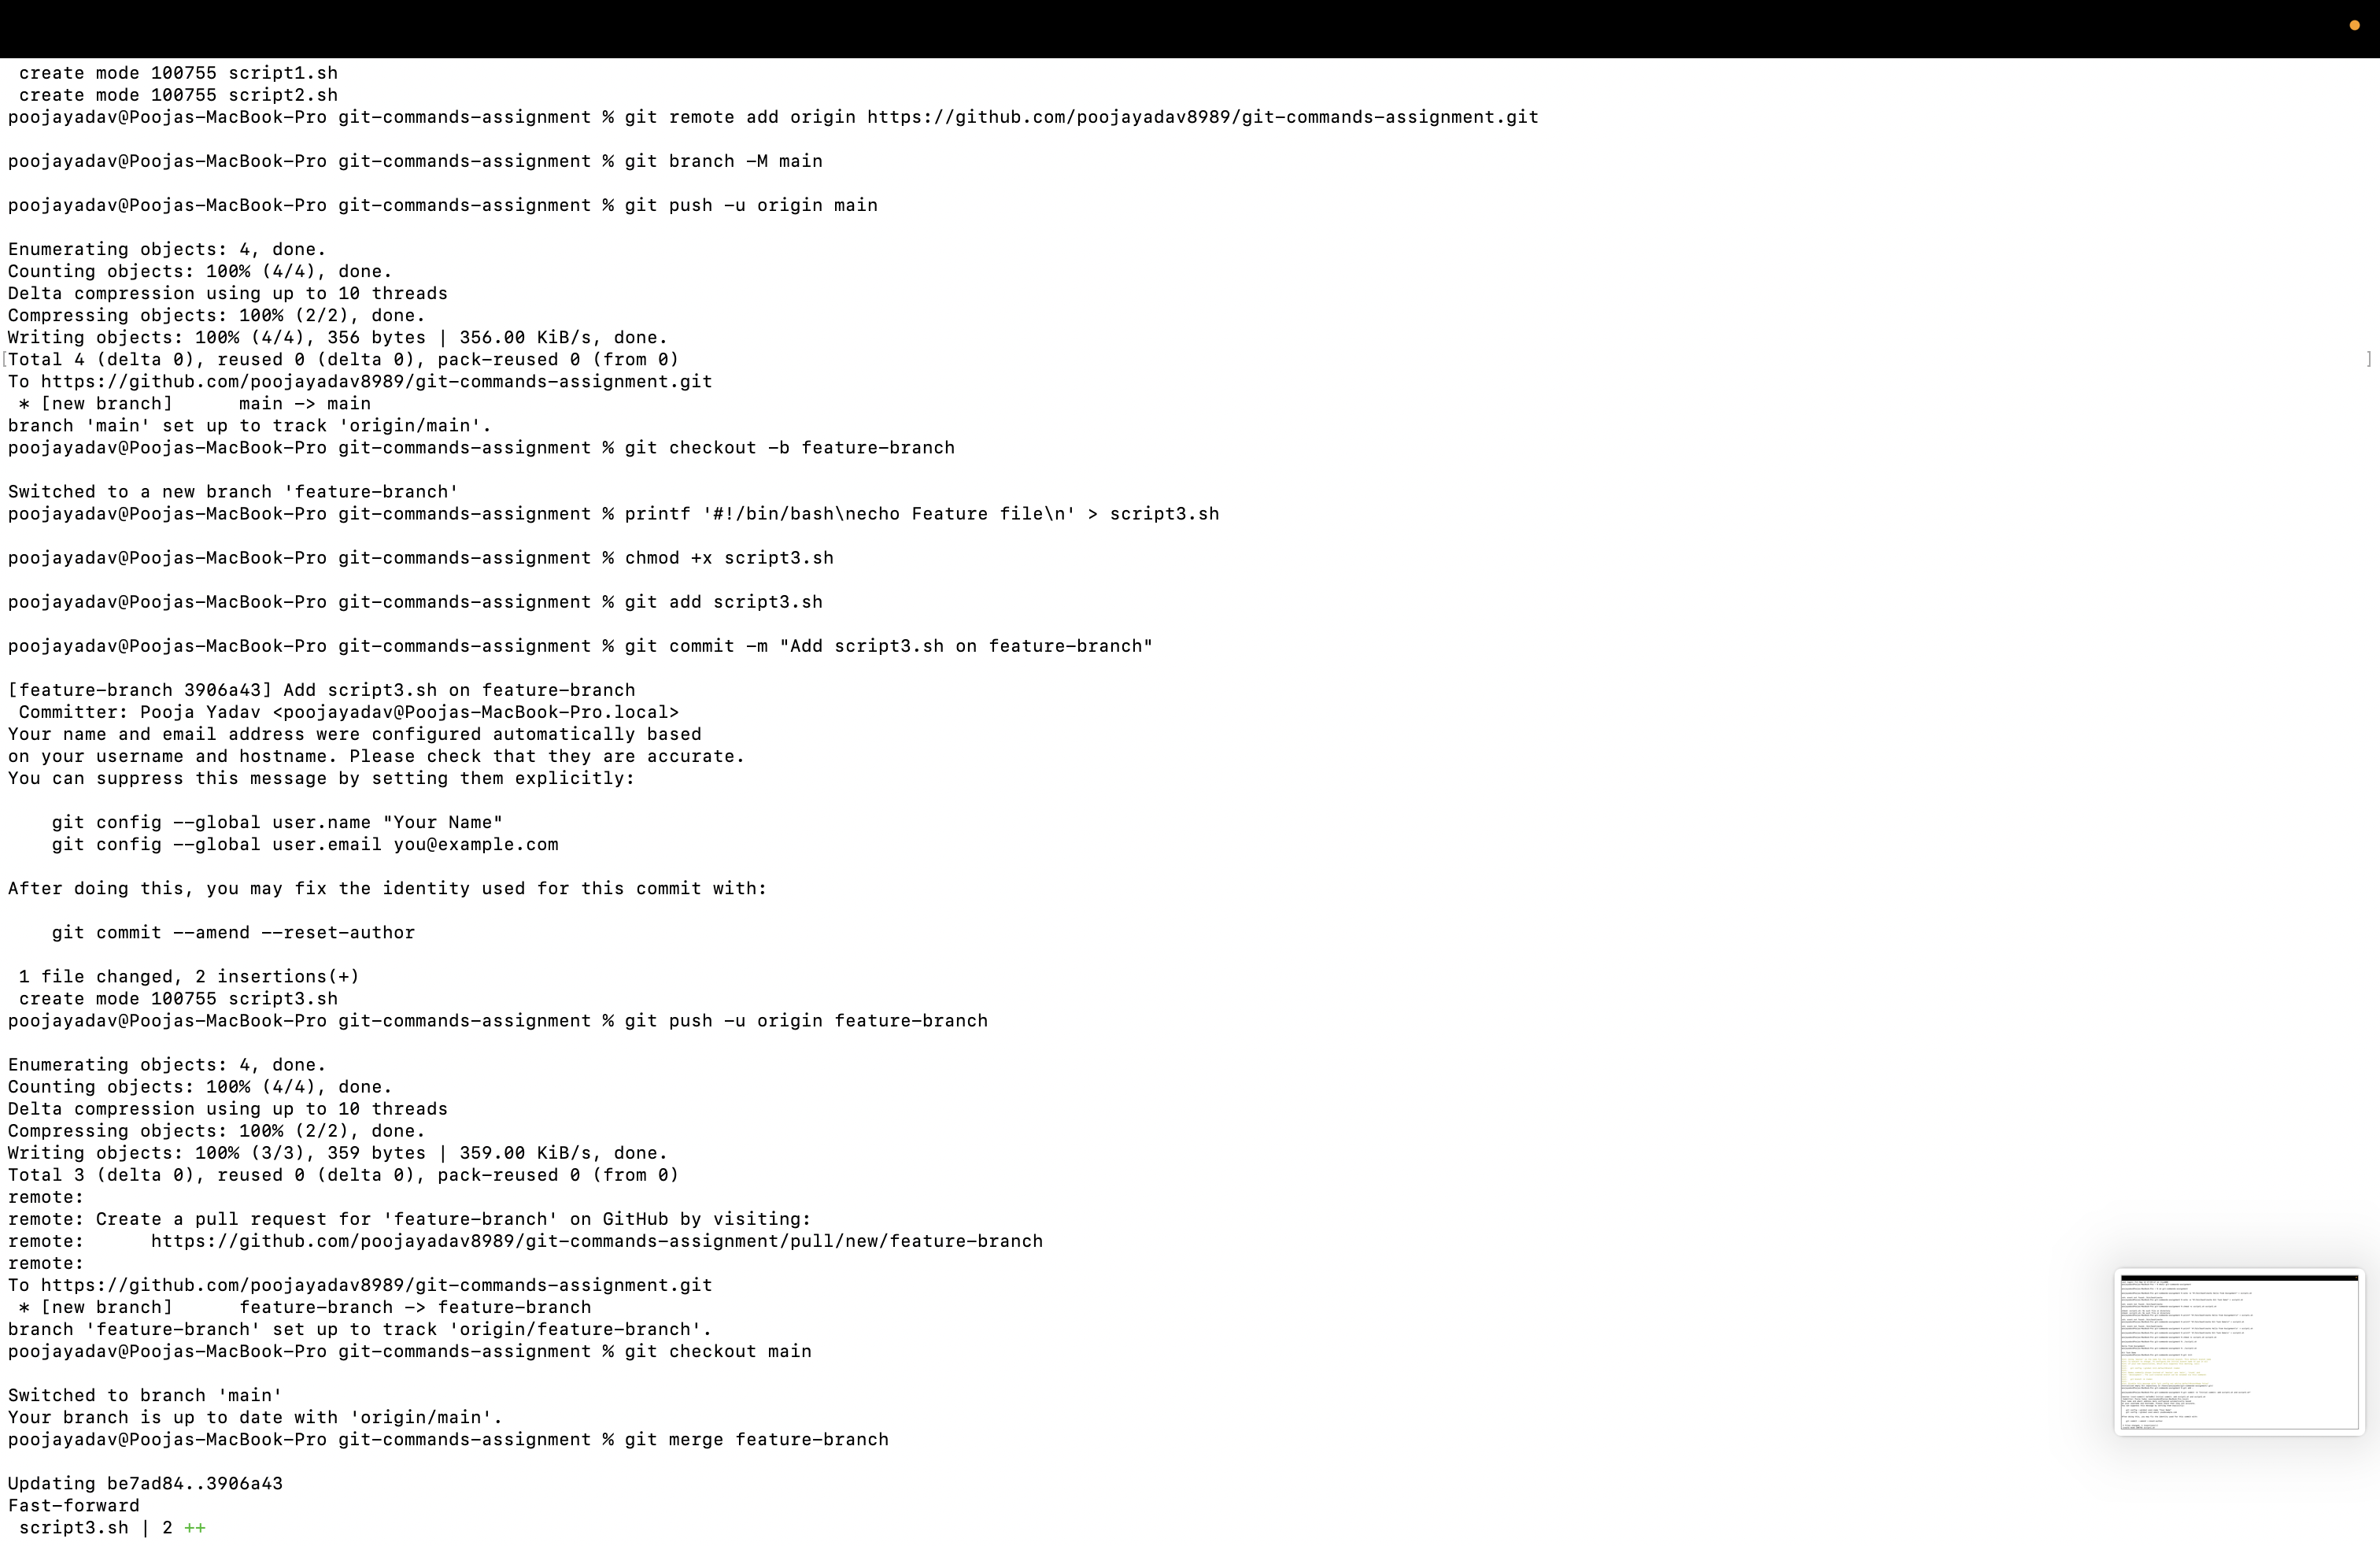 create mode 100755 script1.sh
 create mode 100755 script2.sh
poojayadav@Poojas-MacBook-Pro git-commands-assignment % git remote add origin https://github.com/poojayadav8989/git-commands-assignment.git
poojayadav@Poojas-MacBook-Pro git-commands-assignment % git branch -M main
poojayadav@Poojas-MacBook-Pro git-commands-assignment % git push -u origin main
Enumerating objects: 4, done.
Counting objects: 100% (4/4), done.
Delta compression using up to 10 threads
Compressing objects: 100% (2/2), done.
Writing objects: 100% (4/4), 356 bytes | 356.00 KiB/s, done.
[Total 4 (delta 0), reused 0 (delta 0), pack-reused 0 (from 0) ]
To https://github.com/poojayadav8989/git-commands-assignment.git
 * [new branch]      main -> main
branch 'main' set up to track 'origin/main'.
poojayadav@Poojas-MacBook-Pro git-commands-assignment % git checkout -b feature-branch
Switched to a new branch 'feature-branch'
poojayadav@Poojas-MacBook-Pro git-commands-assignment % printf '#!/bin/bash\necho Feature file\n' > script3.sh
poojayadav@Poojas-MacBook-Pro git-commands-assignment % chmod +x script3.sh
poojayadav@Poojas-MacBook-Pro git-commands-assignment % git add script3.sh
poojayadav@Poojas-MacBook-Pro git-commands-assignment % git commit -m "Add script3.sh on feature-branch"
[feature-branch 3906a43] Add script3.sh on feature-branch
 Committer: Pooja Yadav <poojayadav@Poojas-MacBook-Pro.local>
Your name and email address were configured automatically based
on your username and hostname. Please check that they are accurate.
You can suppress this message by setting them explicitly:
    git config --global user.name "Your Name"
    git config --global user.email you@example.com
After doing this, you may fix the identity used for this commit with:
    git commit --amend --reset-author
 1 file changed, 2 insertions(+)
 create mode 100755 script3.sh
poojayadav@Poojas-MacBook-Pro git-commands-assignment % git push -u origin feature-branch
Enumerating objects: 4, done.
Counting objects: 100% (4/4), done.
Delta compression using up to 10 threads
Compressing objects: 100% (2/2), done.
Writing objects: 100% (3/3), 359 bytes | 359.00 KiB/s, done.
Total 3 (delta 0), reused 0 (delta 0), pack-reused 0 (from 0)
remote:
remote: Create a pull request for 'feature-branch' on GitHub by visiting:
remote:      https://github.com/poojayadav8989/git-commands-assignment/pull/new/feature-branch
remote:
To https://github.com/poojayadav8989/git-commands-assignment.git
 * [new branch]      feature-branch -> feature-branch
branch 'feature-branch' set up to track 'origin/feature-branch'.
poojayadav@Poojas-MacBook-Pro git-commands-assignment % git checkout main
Switched to branch 'main'
Your branch is up to date with 'origin/main'.
poojayadav@Poojas-MacBook-Pro git-commands-assignment % git merge feature-branch
Updating be7ad84..3906a43
Fast-forward
 script3.sh | 2 ++